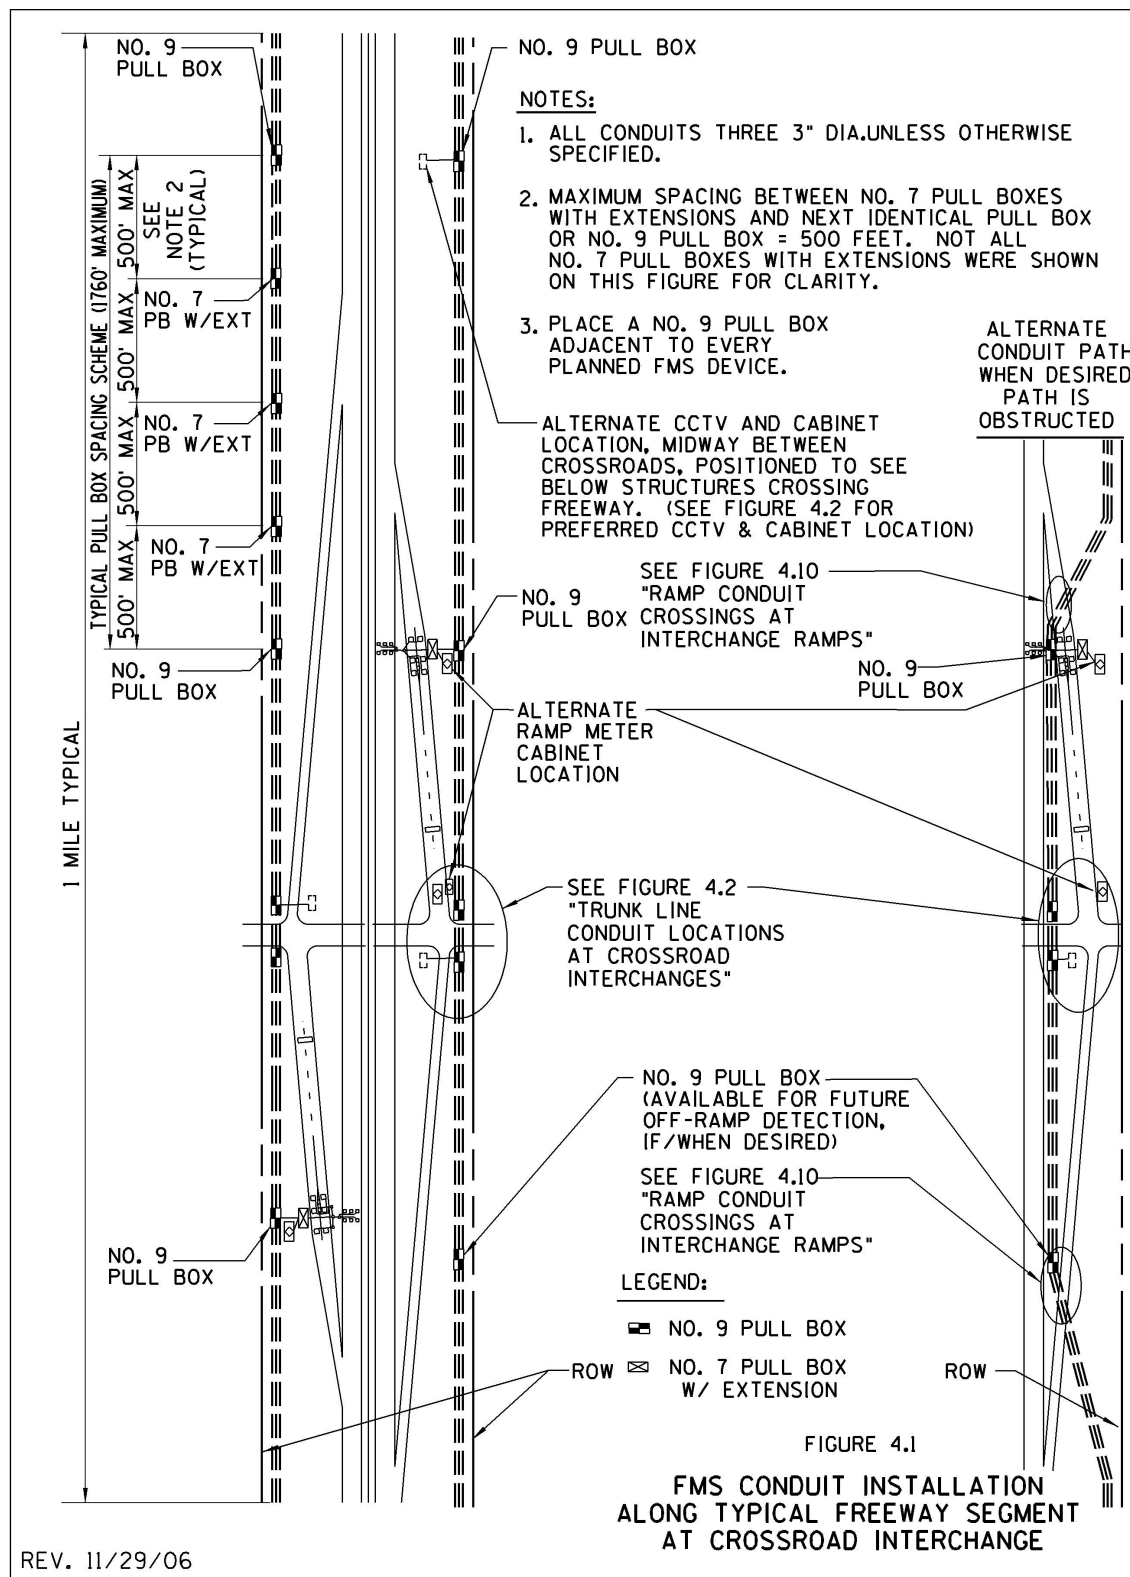 NO. 9
PULL BOX
NO. 9 PULL BOX
NOTES:
1. ALL CONDUITS THREE 3" DIA.UNLESS OTHERWISE
SPECIFIED.
2. MAXIMUM SPACING BETWEEN NO. 7 PULL BOXES
WITH EXTENSIONS AND NEXT IDENTICAL PULL BOX
OR NO. 9 PULL BOX = 500 FEET. NOT ALL
NO. 7 PULL BOXES WITH EXTENSIONS WERE SHOWN
ON THIS FIGURE FOR CLARITY.
3. PLACE A NO. 9 PULL BOX
ADJACENT TO EVERY
PLANNED FMS DEVICE.
ALTERNATE
CONDUIT PATH
WHEN DESIRED
PATH IS
OBSTRUCTED
1 MILE TYPICAL
TYPICAL PULL BOX SPACING SCHEME (1760' MAXIMUM)
500' MAX
500' MAX
500' MAX
500' MAX
SEE
NOTE 2
(TYPICAL)
NO. 7
PB W/EXT
NO. 7
PB W/EXT
NO. 7
PB W/EXT
NO. 9
PULL BOX
ALTERNATE CCTV AND CABINET
LOCATION, MIDWAY BETWEEN
CROSSROADS, POSITIONED TO SEE
BELOW STRUCTURES CROSSING
FREEWAY. (SEE FIGURE 4.2 FOR
PREFERRED CCTV & CABINET LOCATION)
SEE FIGURE 4.10
"RAMP CONDUIT
CROSSINGS AT
INTERCHANGE RAMPS"
NO. 9
PULL BOX
NO. 9
PULL BOX
ALTERNATE
RAMP METER
CABINET
LOCATION
SEE FIGURE 4.2
"TRUNK LINE
CONDUIT LOCATIONS
AT CROSSROAD
INTERCHANGES"
NO. 9 PULL BOX
(AVAILABLE FOR FUTURE
OFF-RAMP DETECTION,
IF/WHEN DESIRED)
SEE FIGURE 4.10
"RAMP CONDUIT
CROSSINGS AT
INTERCHANGE RAMPS"
NO. 9
PULL BOX
LEGEND:
NO. 9 PULL BOX
NO. 7 PULL BOX
W/ EXTENSION
ROW
ROW
FIGURE 4.1
FMS CONDUIT INSTALLATION
ALONG TYPICAL FREEWAY SEGMENT
AT CROSSROAD INTERCHANGE
REV. 11/29/06